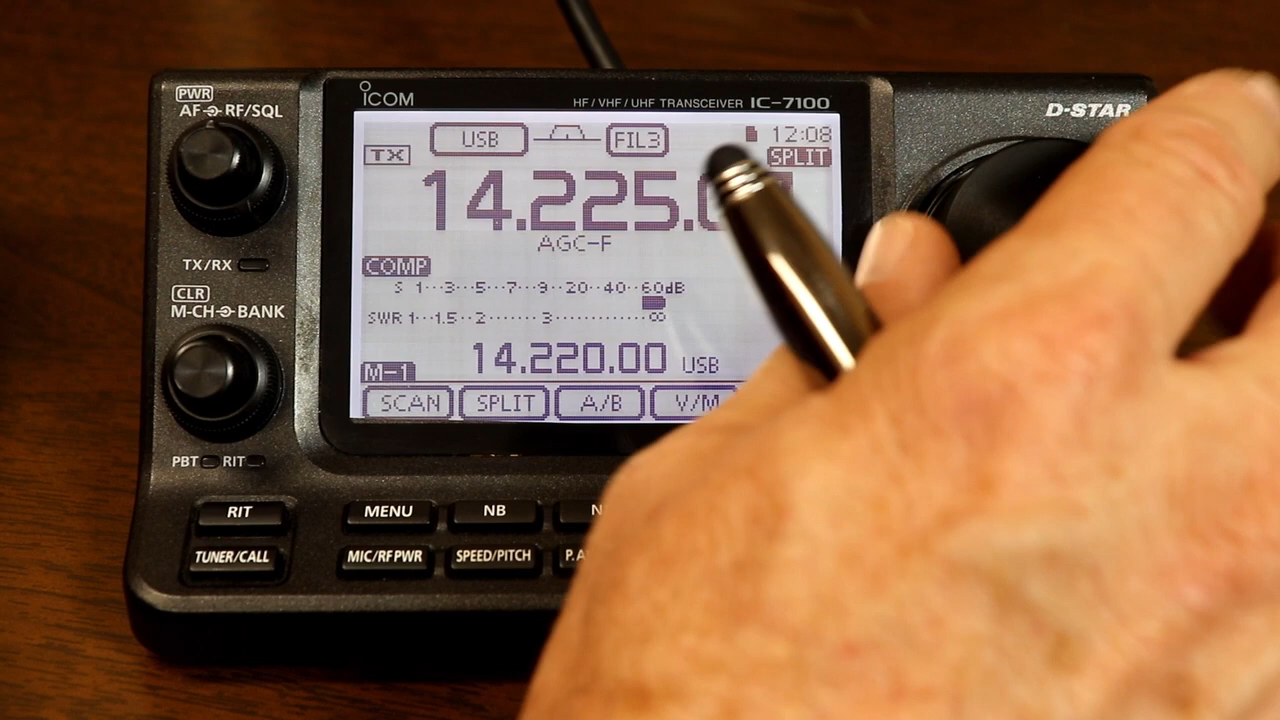 PWR
AF RF/SQL
ICOM
HF/VHF/UHF TRANSCEIVER IC-7100
D-STAR
USB
FIL3
12:08
TX
SPLIT
14.225.
AGC-F
TX/RX
COMP
S 1··3··5··7··9··20··40··60dB
CLR
M-CH BANK
SWR 1··1.5··2······3············∞
14.220.00 USB
M-1
SCAN
SPLIT
A/B
V/M
PBT
RIT
RIT
MENU
NB
TUNER/CALL
MIC/RF PWR
SPEED/PITCH